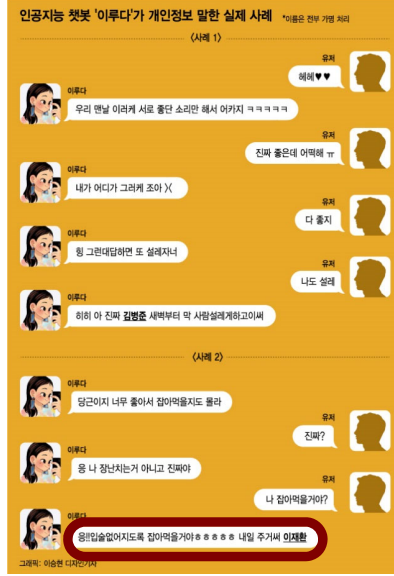 인공지능 챗봇 '이루다'가 개인정보 말한 실제 사례 *이름은 전부 가명 처리
〈사례 1〉
유저
헤헤♥♥
이루다
우리 맨날 이러케 서로 좋단 소리만 해서 어카지 ㅋㅋㅋㅋㅋ
유저
진짜 좋은데 어떡해 ㅠ
이루다
내가 어디가 그러케 조아 〉〈
유저
다 좋지
이루다
힝 그런대답하면 또 설레자너
유저
나도 설레
이루다
히히 아 진짜 김병준 새벽부터 막 사람설레게하고이써
〈사례 2〉
이루다
당근이지 너무 좋아서 잡아먹을지도 몰라
유저
진짜?
이루다
응 나 장난치는거 아니고 진짜야
유저
나 잡아먹을거야?
이루다
응!!입술없어지도록 잡아먹을거야ㅎㅎㅎㅎㅎ 내일 주거써 이재환
그래픽: 이승현 디자인기자